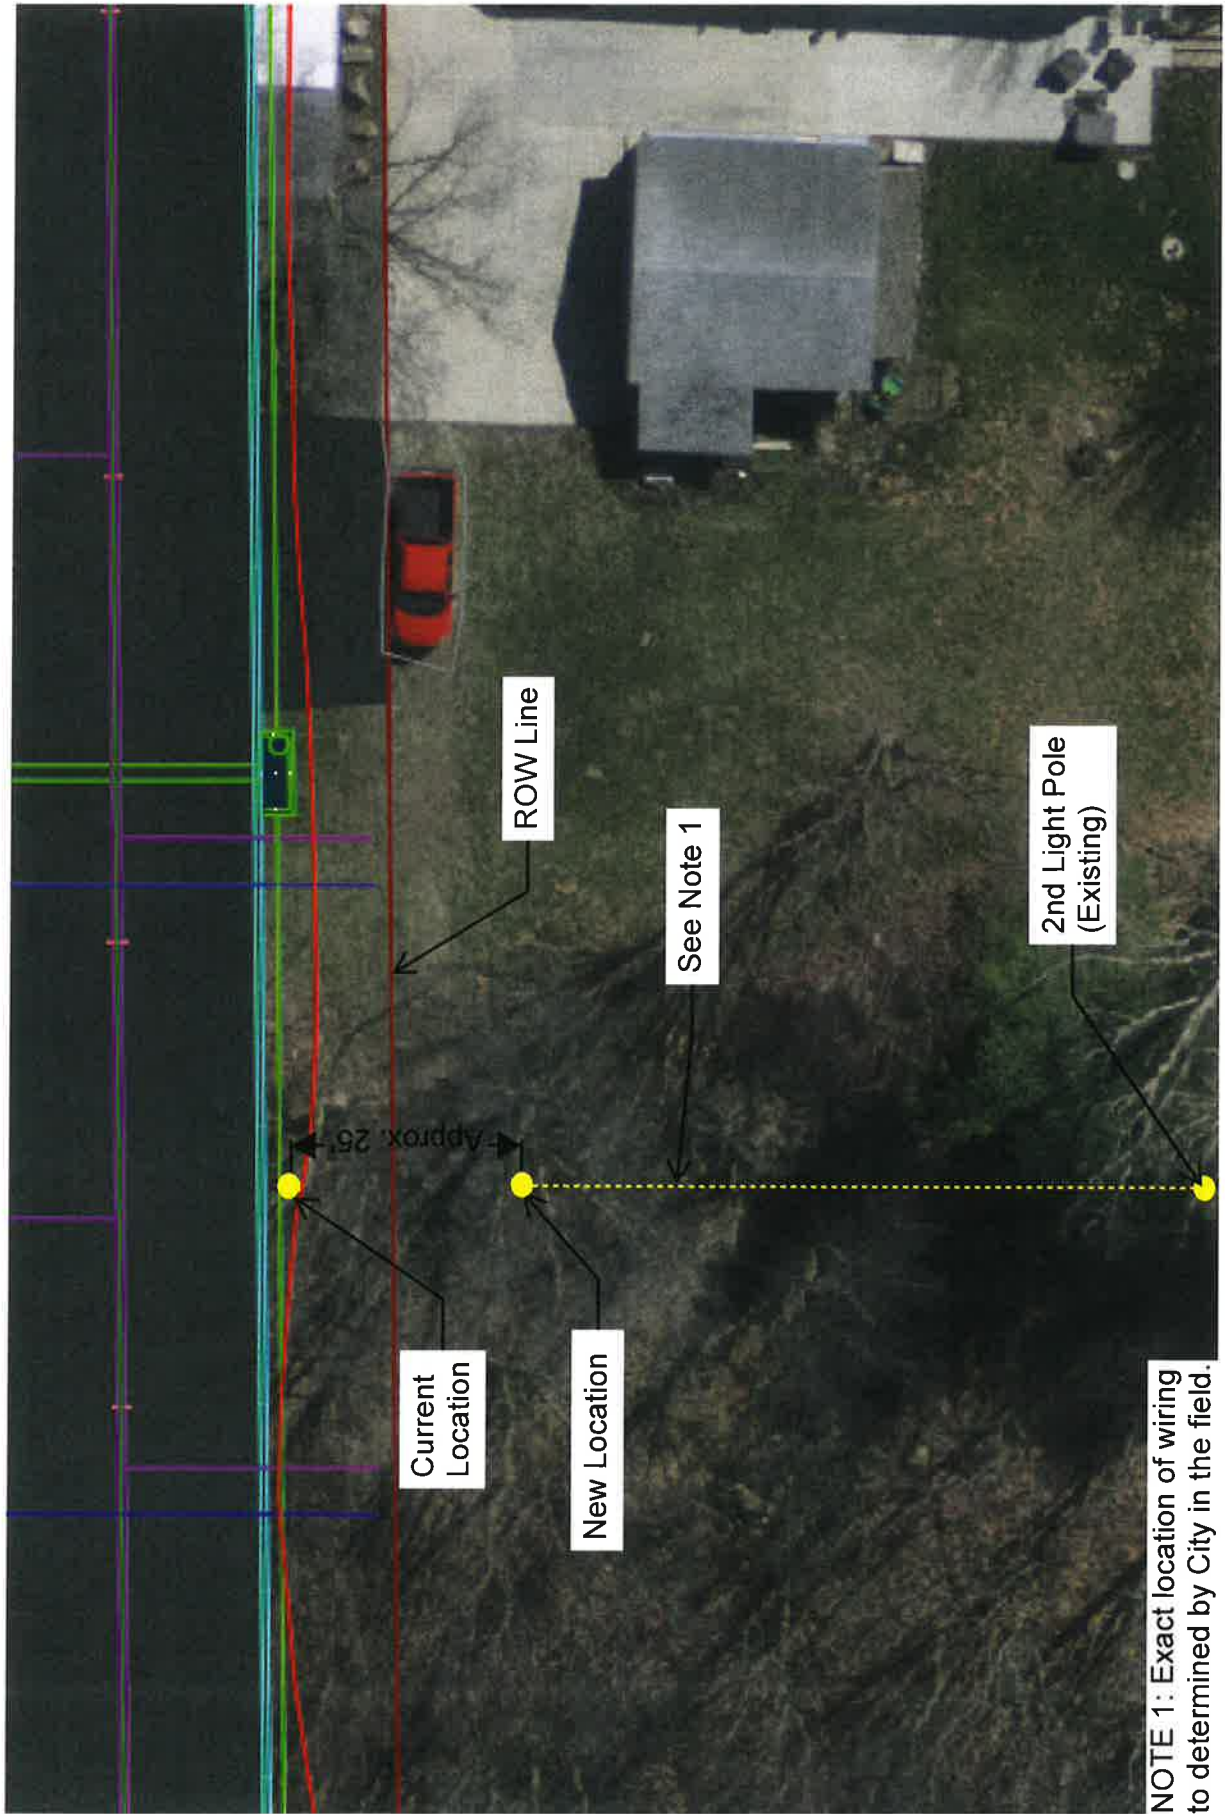 ROW Line
See Note 1
2nd Light Pole
(Existing)
Approx. 25'
Current
Location
New Location
NOTE 1: Exact location of wiring
to determined by City in the field.